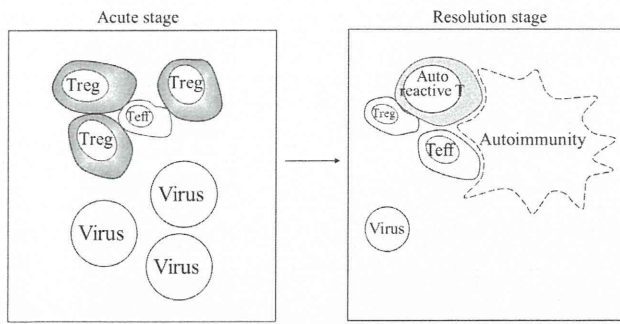 Acute stage
Resolution stage
Treg
Treg
Teff
Treg
Virus
Virus
Virus
Auto
reactive T
Treg
Teff
Autoimmunity
Virus